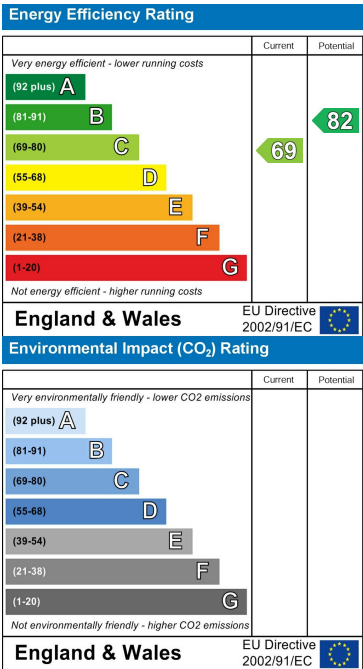 Energy Efficiency Rating
Current Potential
Very energy efficient - lower running costs
(92 plus) A
(81-91) B
82
(69-80) C
69
(55-68) D
(39-54) E
(21-38) F
(1-20) G
Not energy efficient - higher running costs
England & Wales
EU Directive
2002/91/EC
Environmental Impact (CO₂) Rating
Current Potential
Very environmentally friendly - lower CO2 emissions
(92 plus) A
(81-91) B
(69-80) C
(55-68) D
(39-54) E
(21-38) F
(1-20) G
Not environmentally friendly - higher CO2 emissions
England & Wales
EU Directive
2002/91/EC